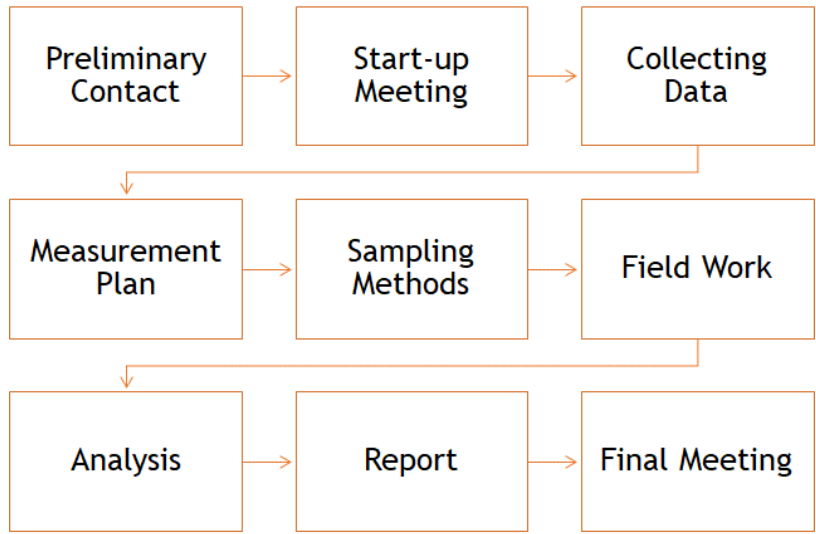 Preliminary
Contact
Start-up
Meeting
Collecting
Data
Measurement
Plan
Sampling
Methods
Field Work
Analysis
Report
Final Meeting